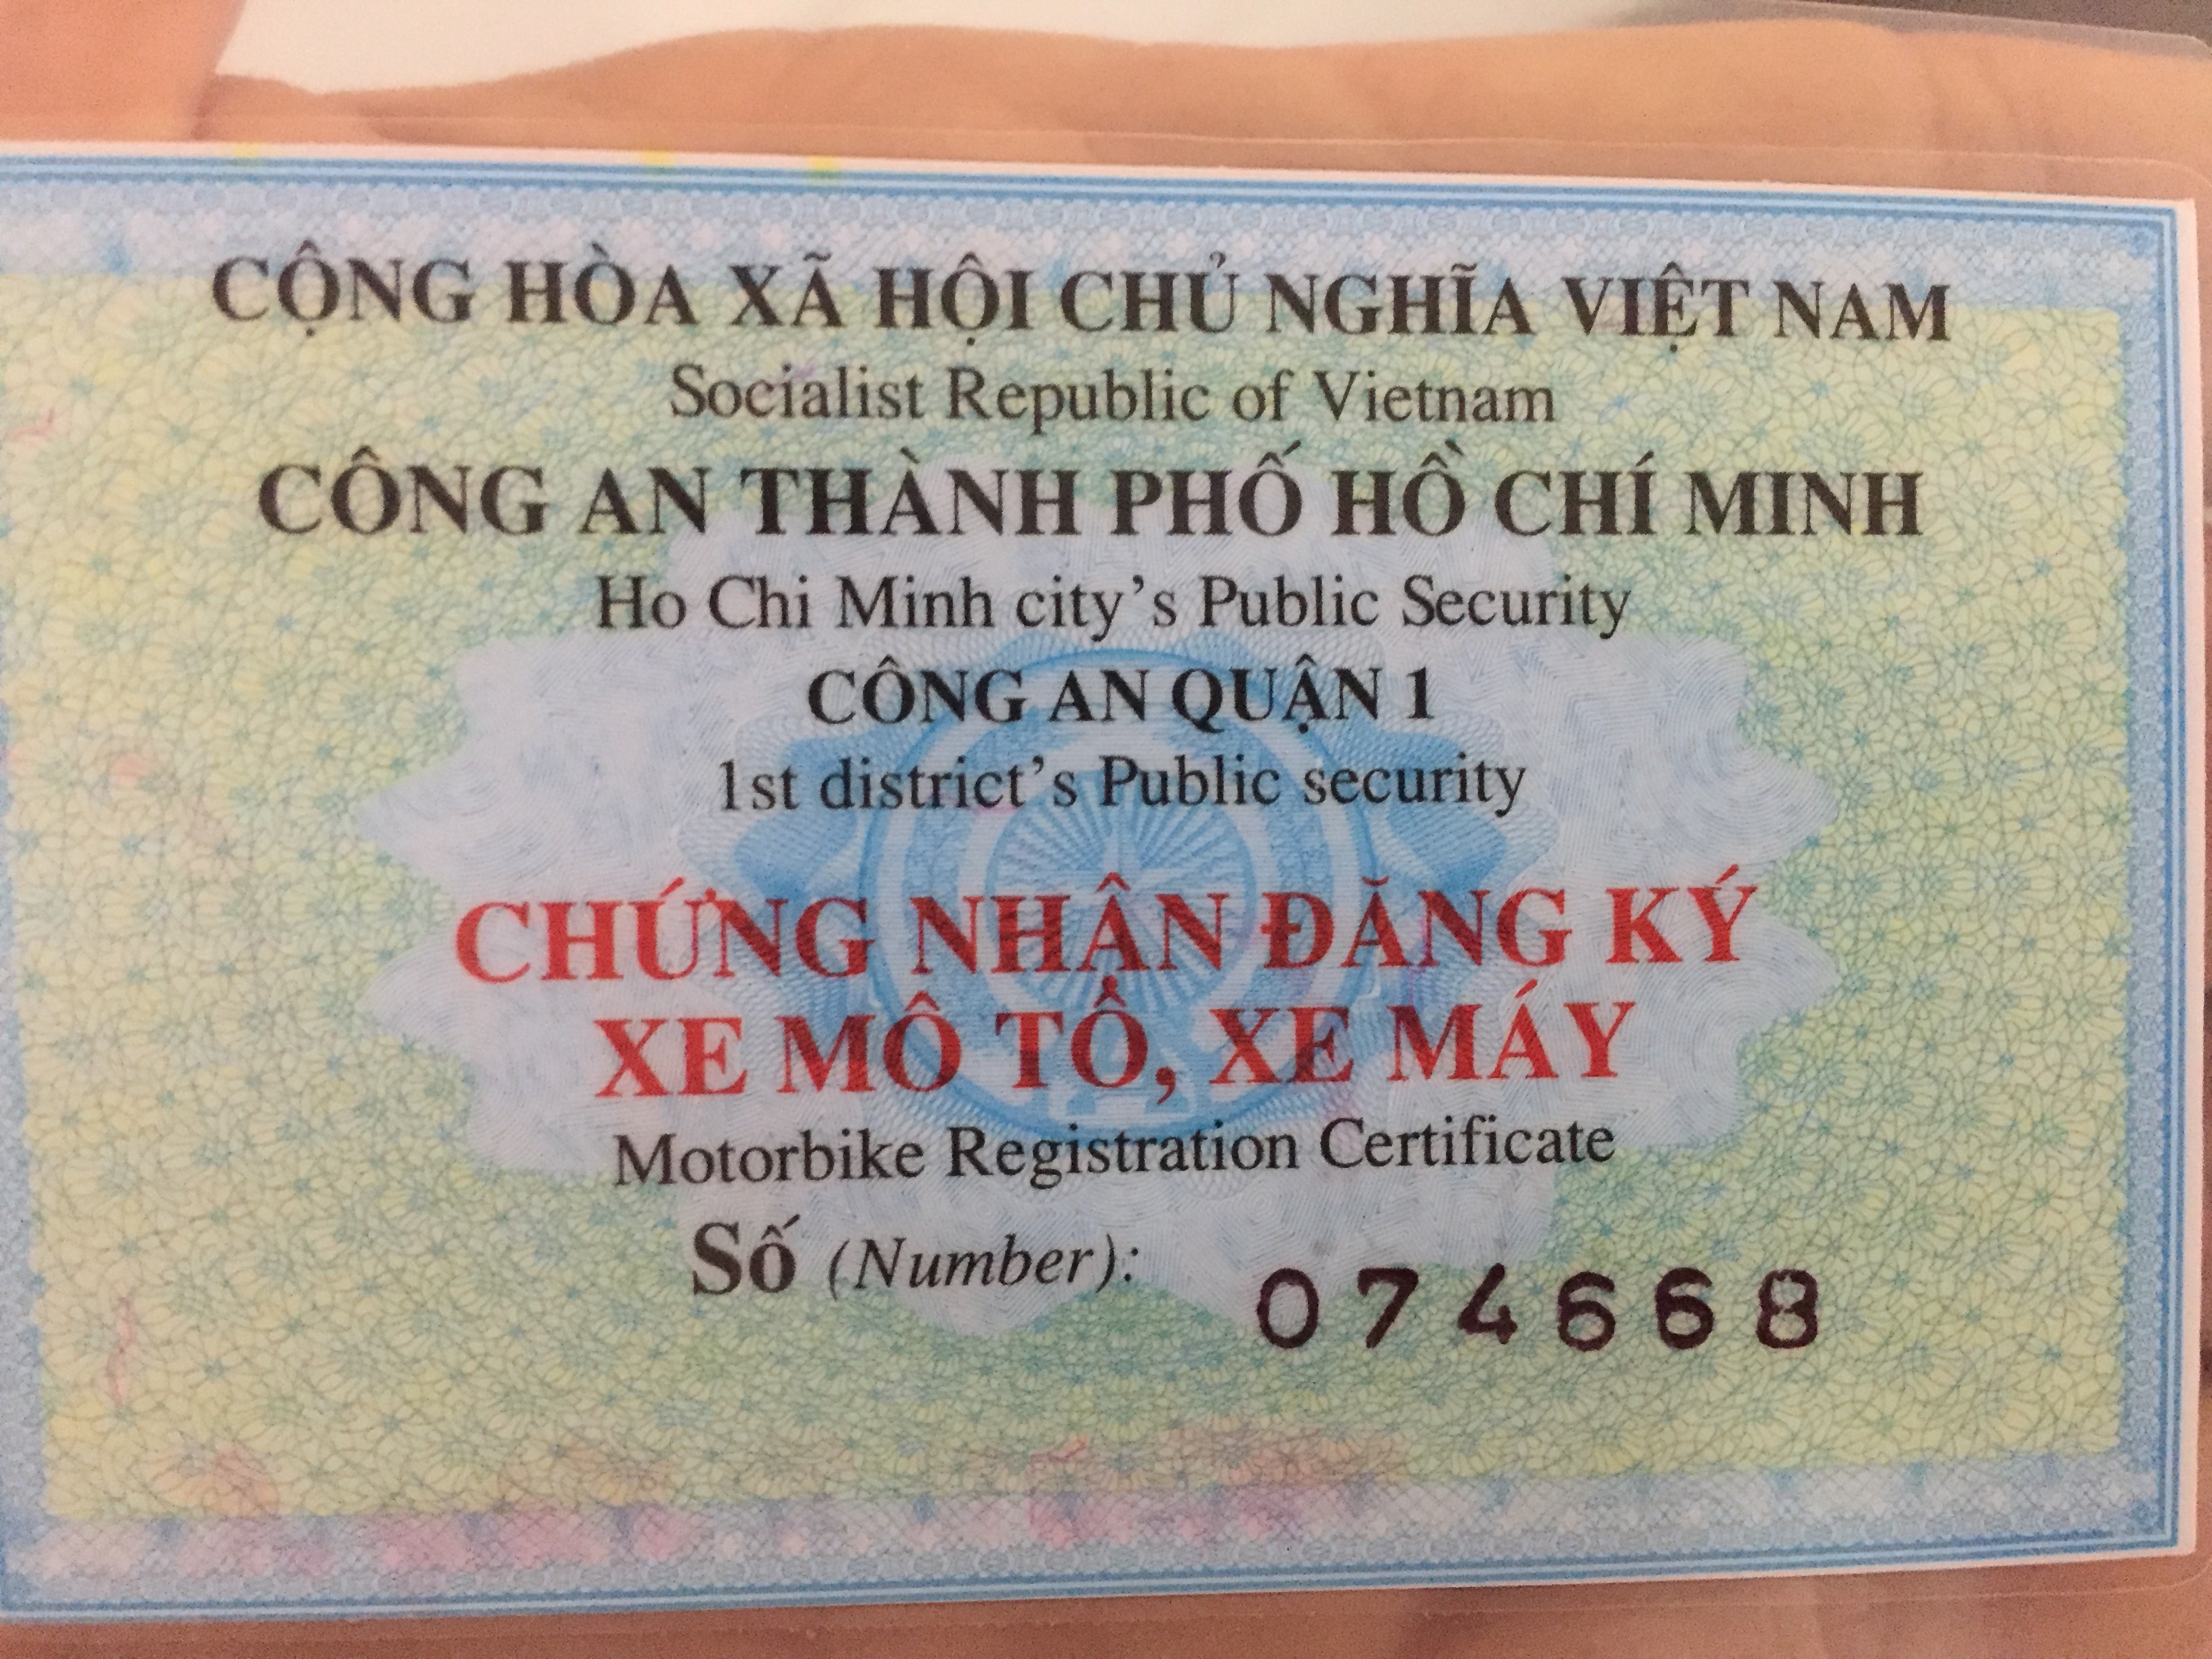 CỘNG HÒA XÃ HỘI CHỦ NGHĨA VIỆT NAM
Socialist Republic of Vietnam
CÔNG AN THÀNH PHỐ HỒ CHÍ MINH
Ho Chi Minh city's Public Security
CÔNG AN QUẬN 1
1st district's Public security
CHỨNG NHẬN ĐĂNG KÝ
XE MÔ TÔ, XE MÁY
Motorbike Registration Certificate
Số (Number): 074668